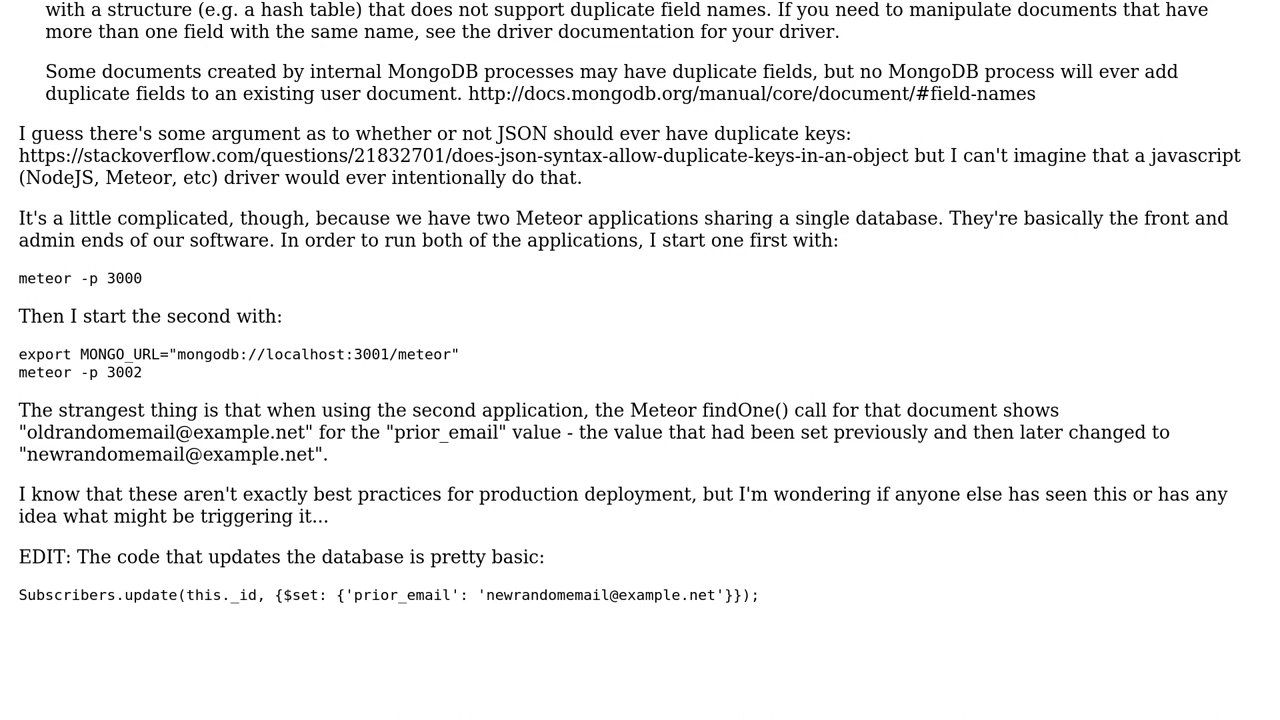 with a structure (e.g. a hash table) that does not support duplicate field names. If you need to manipulate documents that have
more than one field with the same name, see the driver documentation for your driver.
Some documents created by internal MongoDB processes may have duplicate fields, but no MongoDB process will ever add
duplicate fields to an existing user document. http://docs.mongodb.org/manual/core/document/#field-names
I guess there's some argument as to whether or not JSON should ever have duplicate keys:
https://stackoverflow.com/questions/21832701/does-json-syntax-allow-duplicate-keys-in-an-object but I can't imagine that a javascript
(NodeJS, Meteor, etc) driver would ever intentionally do that.
It's a little complicated, though, because we have two Meteor applications sharing a single database. They're basically the front and
admin ends of our software. In order to run both of the applications, I start one first with:
meteor -p 3000
Then I start the second with:
export MONGO_URL="mongodb://localhost:3001/meteor"
meteor -p 3002
The strangest thing is that when using the second application, the Meteor findOne() call for that document shows
"oldrandomemail@example.net" for the "prior_email" value - the value that had been set previously and then later changed to
"newrandomemail@example.net".
I know that these aren't exactly best practices for production deployment, but I'm wondering if anyone else has seen this or has any
idea what might be triggering it...
EDIT: The code that updates the database is pretty basic:
Subscribers.update(this._id, {$set: {'prior_email': 'newrandomemail@example.net'}});